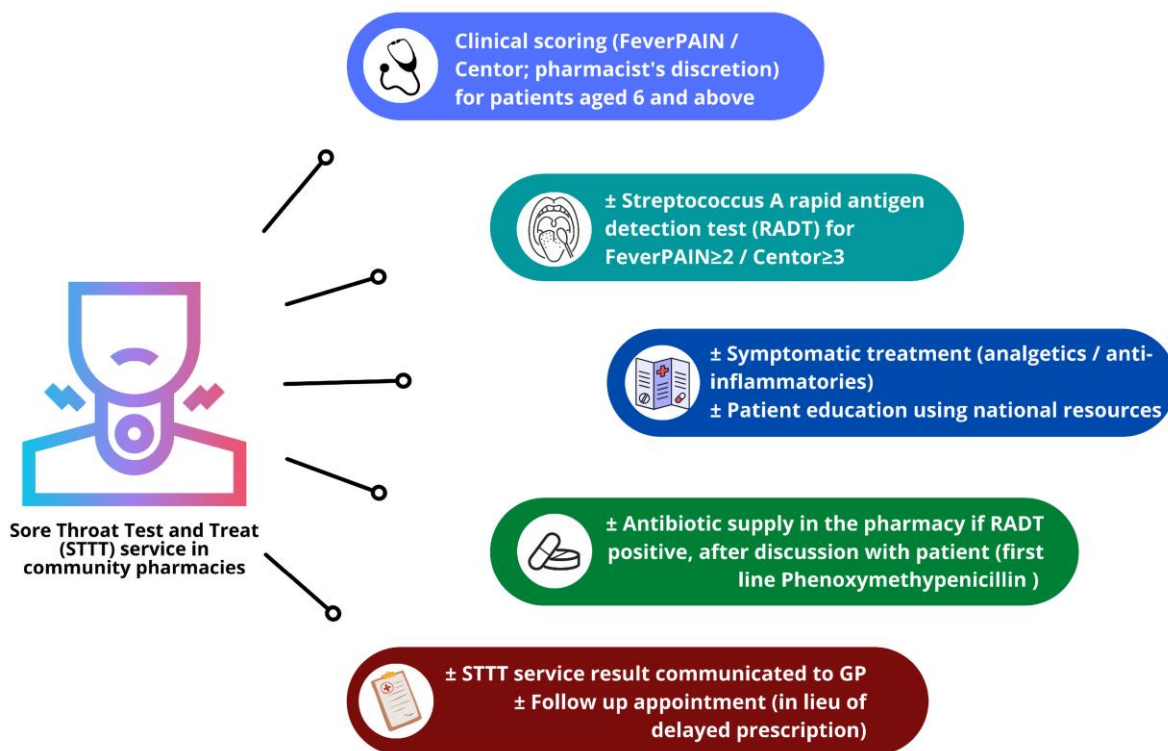 Clinical scoring (FeverPAIN /
Centor; pharmacist's discretion)
for patients aged 6 and above
± Streptococcus A rapid antigen
detection test (RADT) for
FeverPAIN≥2 / Centor≥3
± Symptomatic treatment (analgetics / anti-
inflammatories)
± Patient education using national resources
Sore Throat Test and Treat
(STTT) service in
community pharmacies
± Antibiotic supply in the pharmacy if RADT
positive, after discussion with patient (first
line Phenoxymethypenicillin )
± STTT service result communicated to GP
± Follow up appointment (in lieu of
delayed prescription)